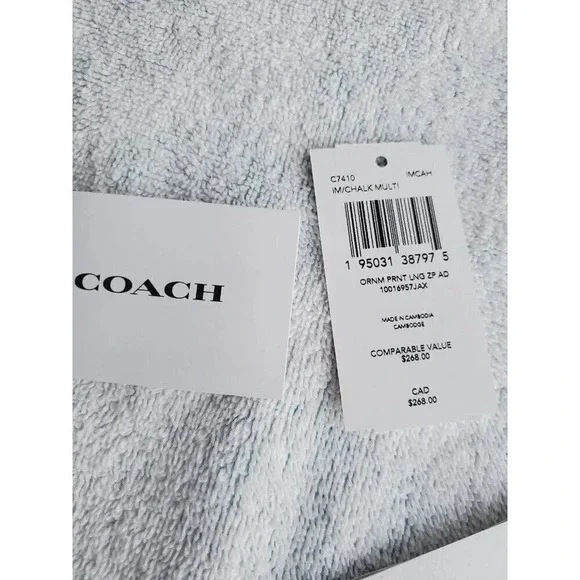 COACH
C7410 IMCAH
IM/CHALK MULTI
1 95031 38797 5
ORNM PRNT LNG ZP AD
10016957JAX
MADE IN CAMBODIA
CAMBODGE
COMPARABLE VALUE
$268.00
CAD
$268.00